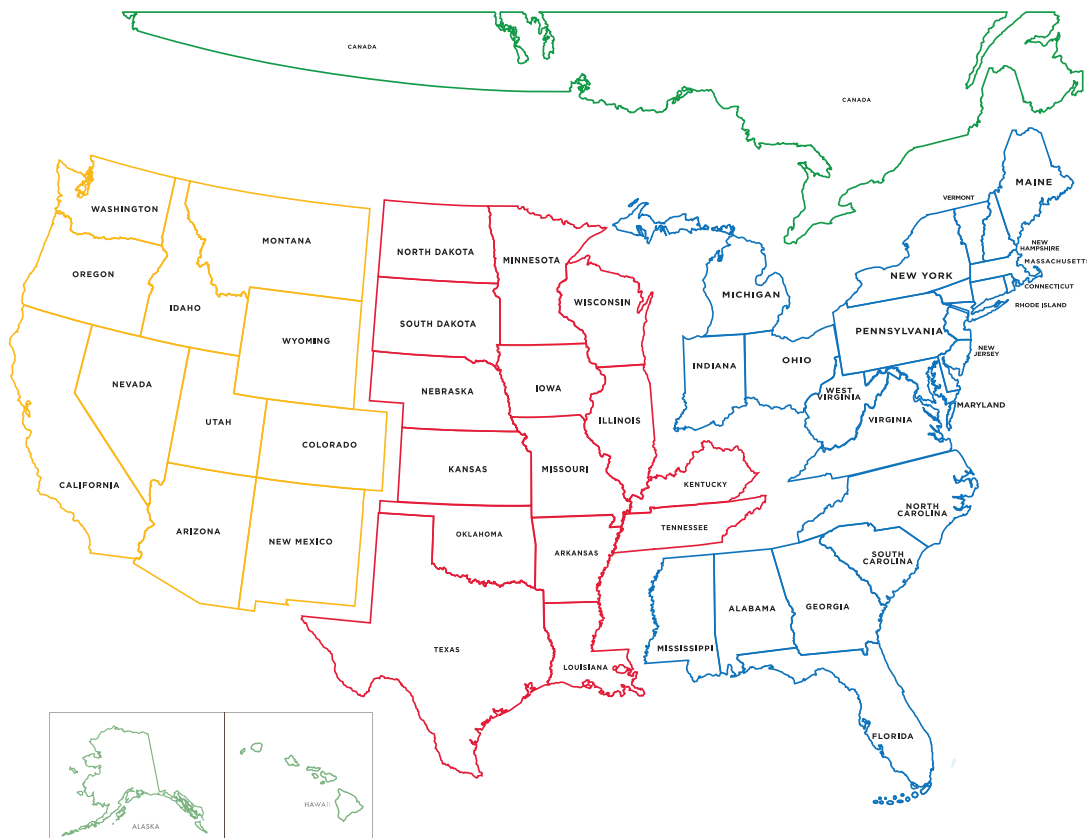 CANADA
CANADA
MAINE
VERMONT
WASHINGTON
MONTANA
NORTH DAKOTA
MINNESOTA
NEW
HAMPSHIRE
MASSACHUSETTS
OREGON
NEW YORK
CONNECTICUT
IDAHO
WISCONSIN
MICHIGAN
RHODE ISLAND
SOUTH DAKOTA
PENNSYLVANIA
WYOMING
NEW
JERSEY
OHIO
INDIANA
NEVADA
NEBRASKA
IOWA
WEST
VIRGINIA
MARYLAND
UTAH
ILLINOIS
VIRGINIA
COLORADO
KANSAS
MISSOURI
CALIFORNIA
KENTUCKY
NORTH
CAROLINA
ARIZONA
NEW MEXICO
OKLAHOMA
TENNESSEE
ARKANSAS
SOUTH
CAROLINA
ALABAMA
GEORGIA
TEXAS
MISSISSIPPI
LOUISIANA
FLORIDA
HAWAII
ALASKA